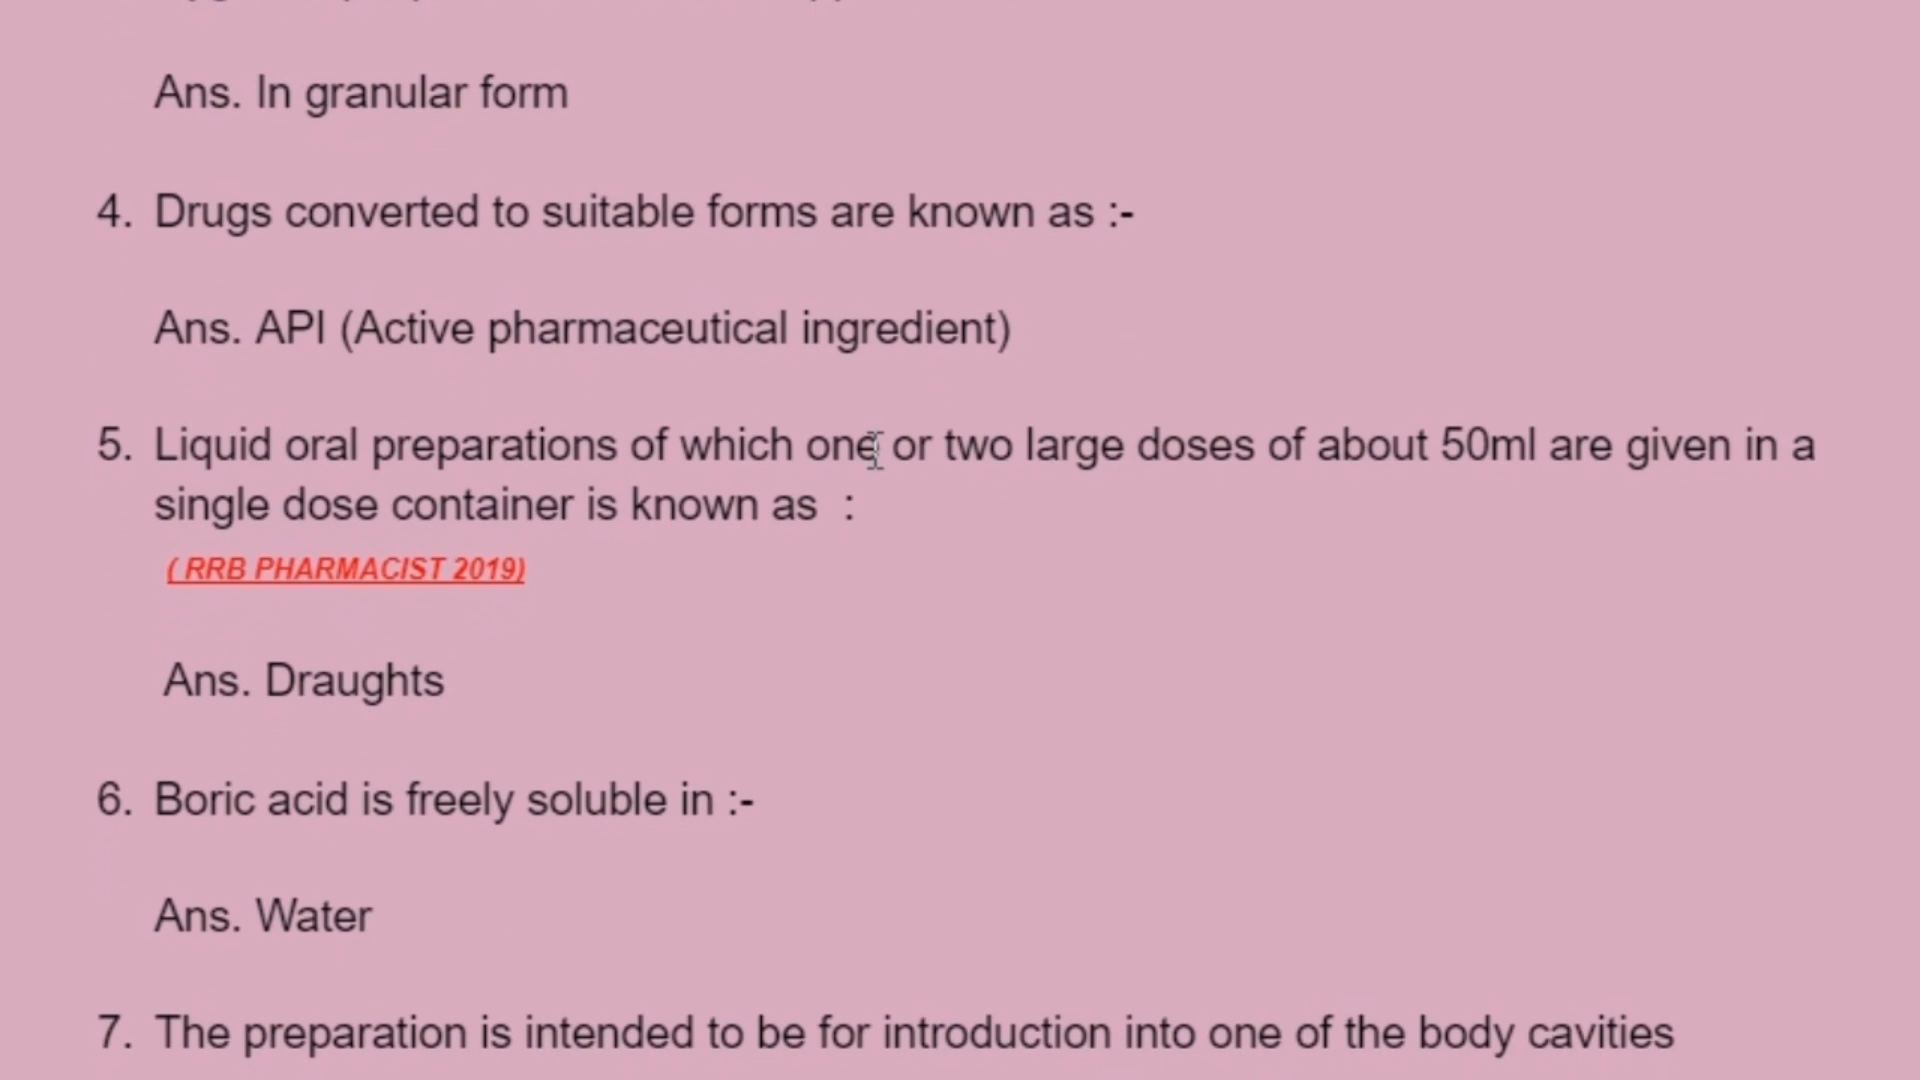 Ans. In granular form
4. Drugs converted to suitable forms are known as :-
Ans. API (Active pharmaceutical ingredient)
5. Liquid oral preparations of which one or two large doses of about 50ml are given in a
single dose container is known as :
( RRB PHARMACIST 2019)
Ans. Draughts
6. Boric acid is freely soluble in :-
Ans. Water
7. The preparation is intended to be for introduction into one of the body cavities